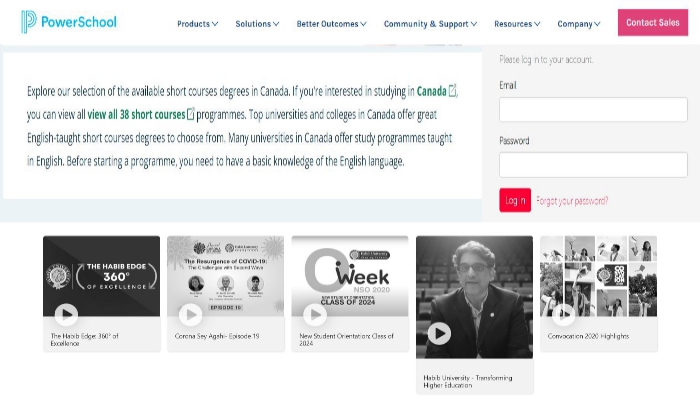 PowerSchool
Products Solutions Better Outcomes Community & Support Resources Company Contact Sales
Please log in to your account.
Email
Password
Log in Forgot your password?
Explore our selection of the available short courses degrees in Canada. If you're interested in studying in Canada,
you can view all view all 38 short courses programmes. Top universities and colleges in Canada offer great
English-taught short courses degrees to choose from. Many universities in Canada offer study programmes taught
in English. Before starting a programme, you need to have a basic knowledge of the English language.
THE HABIB EDGE
360°
OF EXCELLENCE
The Habib Edge: 360° of
Excellence
The Resurgence of COVID-19:
The Challenges with Second Wave
EPISODE 19
Corona Sey Agahi- Episode 19
O Week
NSO 2020
NEW STUDENT ORIENTATION
CLASS OF 2024
New Student Orientation: Class of
2024
Habib University - Transforming
Higher Education
Convocation 2020 Highlights